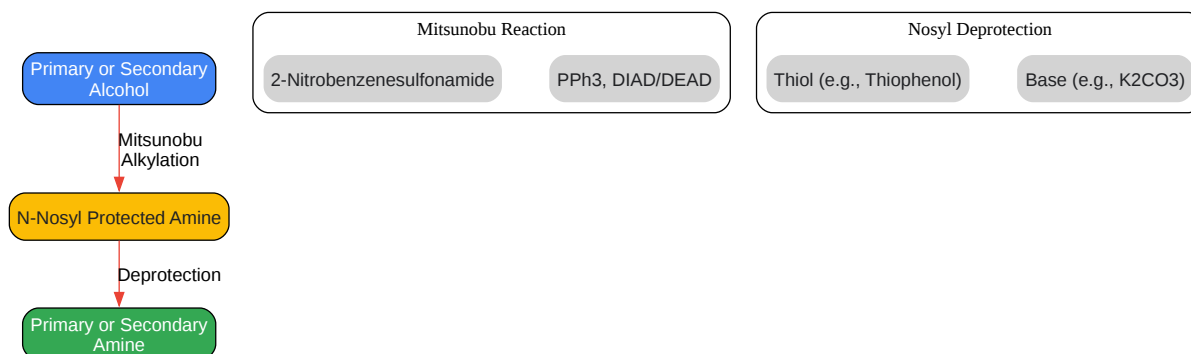 Primary or Secondary
Alcohol
Mitsunobu
Alkylation
N-Nosyl Protected Amine
Deprotection
Primary or Secondary
Amine
Mitsunobu Reaction
2-Nitrobenzenesulfonamide
PPh3, DIAD/DEAD
Nosyl Deprotection
Thiol (e.g., Thiophenol)
Base (e.g., K2CO3)